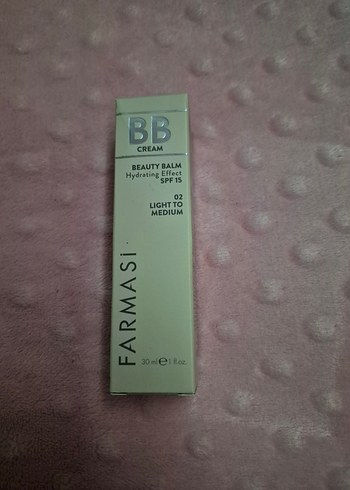 BB
CREAM
BEAUTY BALM
Hydrating Effect
SPF 15
02
LIGHT TO
MEDIUM
FARMASi
30 ml e 1 fl.oz.